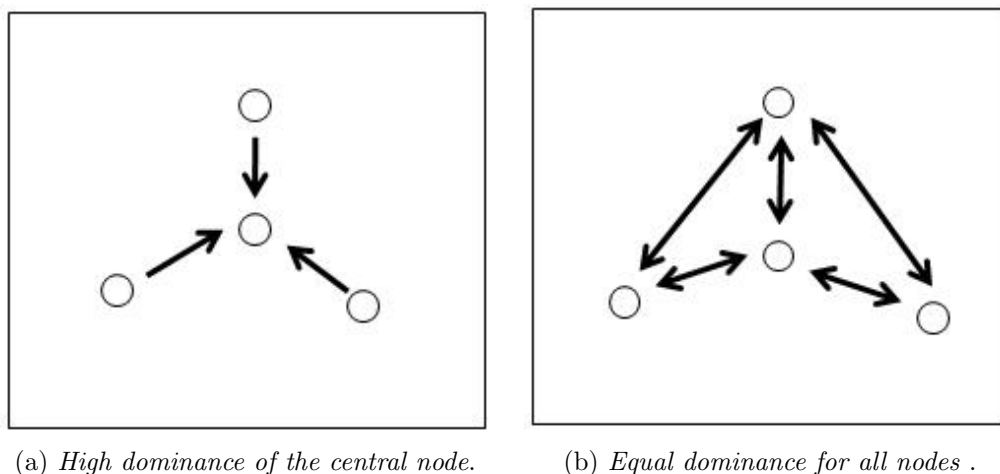 (a) High dominance of the central node.
(b) Equal dominance for all nodes .